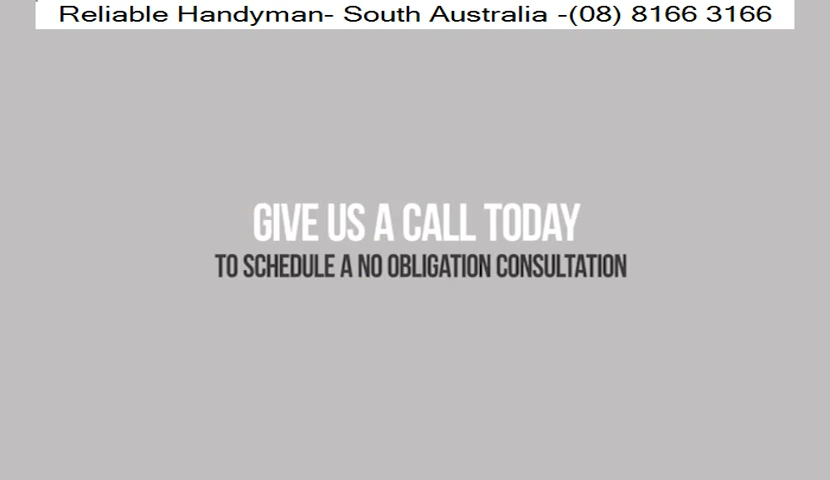 Reliable Handyman- South Australia -(08) 8166 3166
GIVE US A CALL TODAY
TO SCHEDULE A NO OBLIGATION CONSULTATION